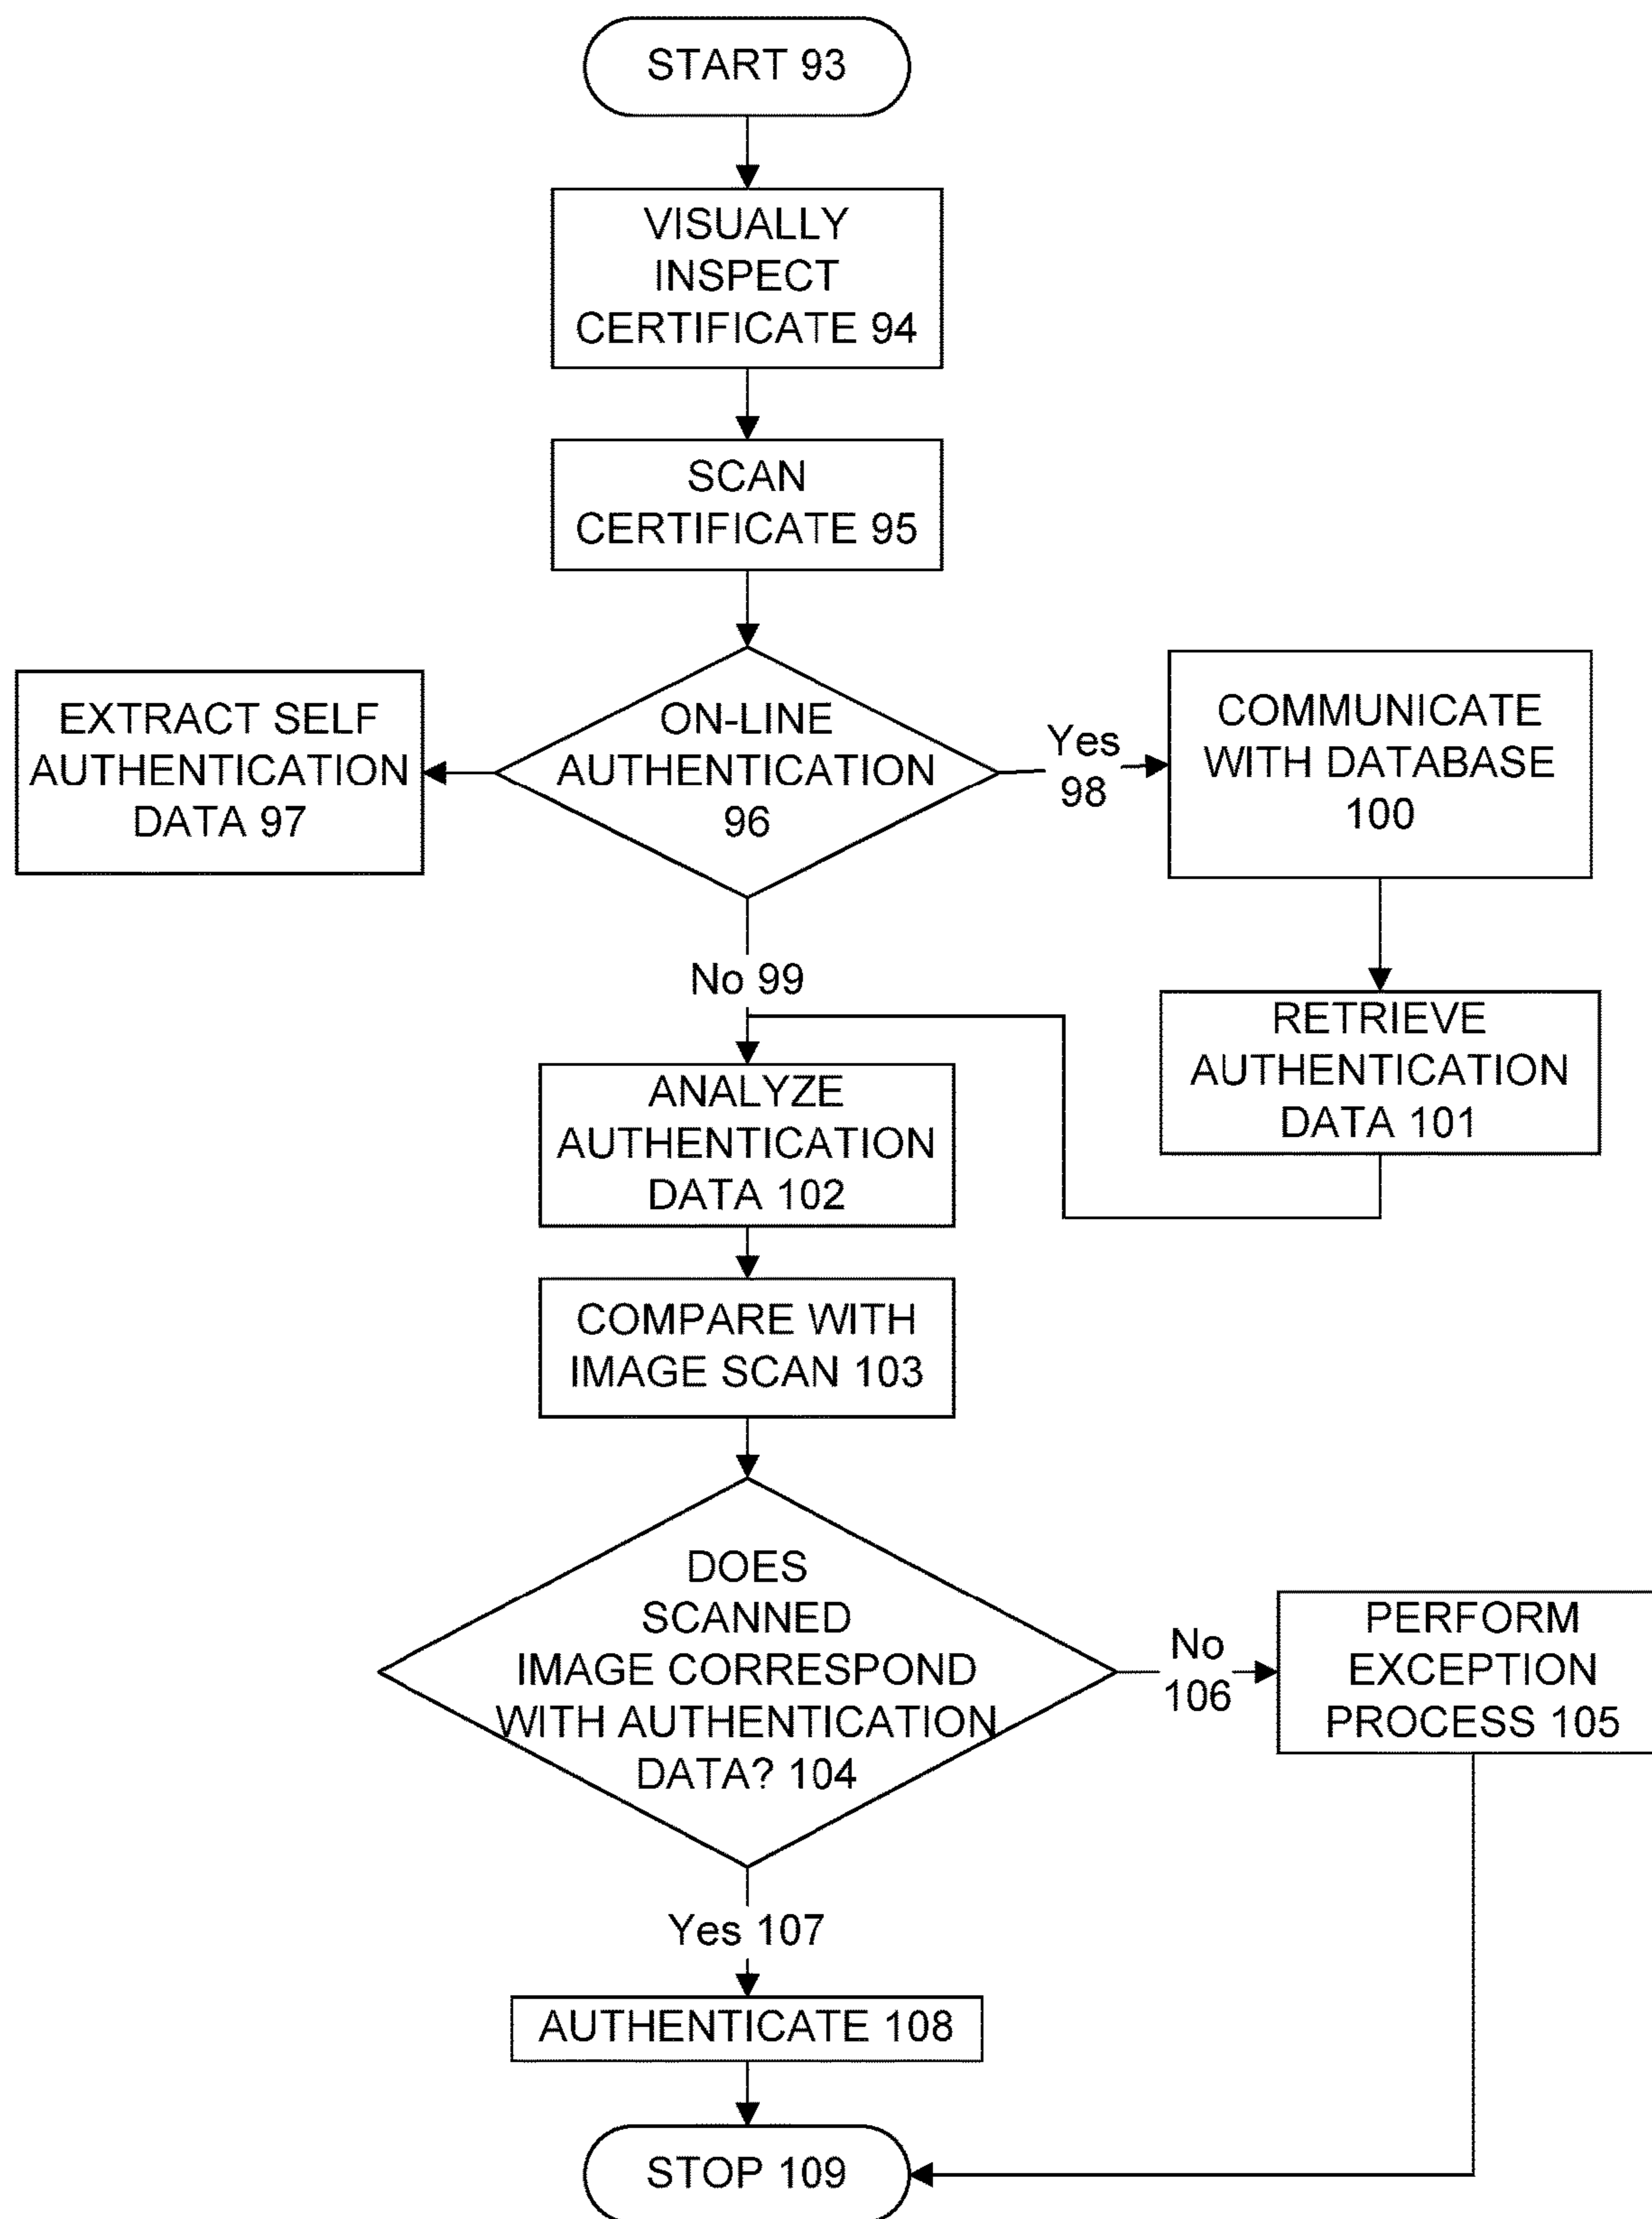 START 93
VISUALLY
INSPECT
CERTIFICATE 94
SCAN
CERTIFICATE 95
EXTRACT SELF
AUTHENTICATION
DATA 97
ON-LINE
AUTHENTICATION
96
Yes
98
COMMUNICATE
WITH DATABASE
100
No 99
RETRIEVE
AUTHENTICATION
DATA 101
ANALYZE
AUTHENTICATION
DATA 102
COMPARE WITH
IMAGE SCAN 103
DOES
SCANNED
IMAGE CORRESPOND
WITH AUTHENTICATION
DATA? 104
No
106
PERFORM
EXCEPTION
PROCESS 105
Yes 107
AUTHENTICATE 108
STOP 109